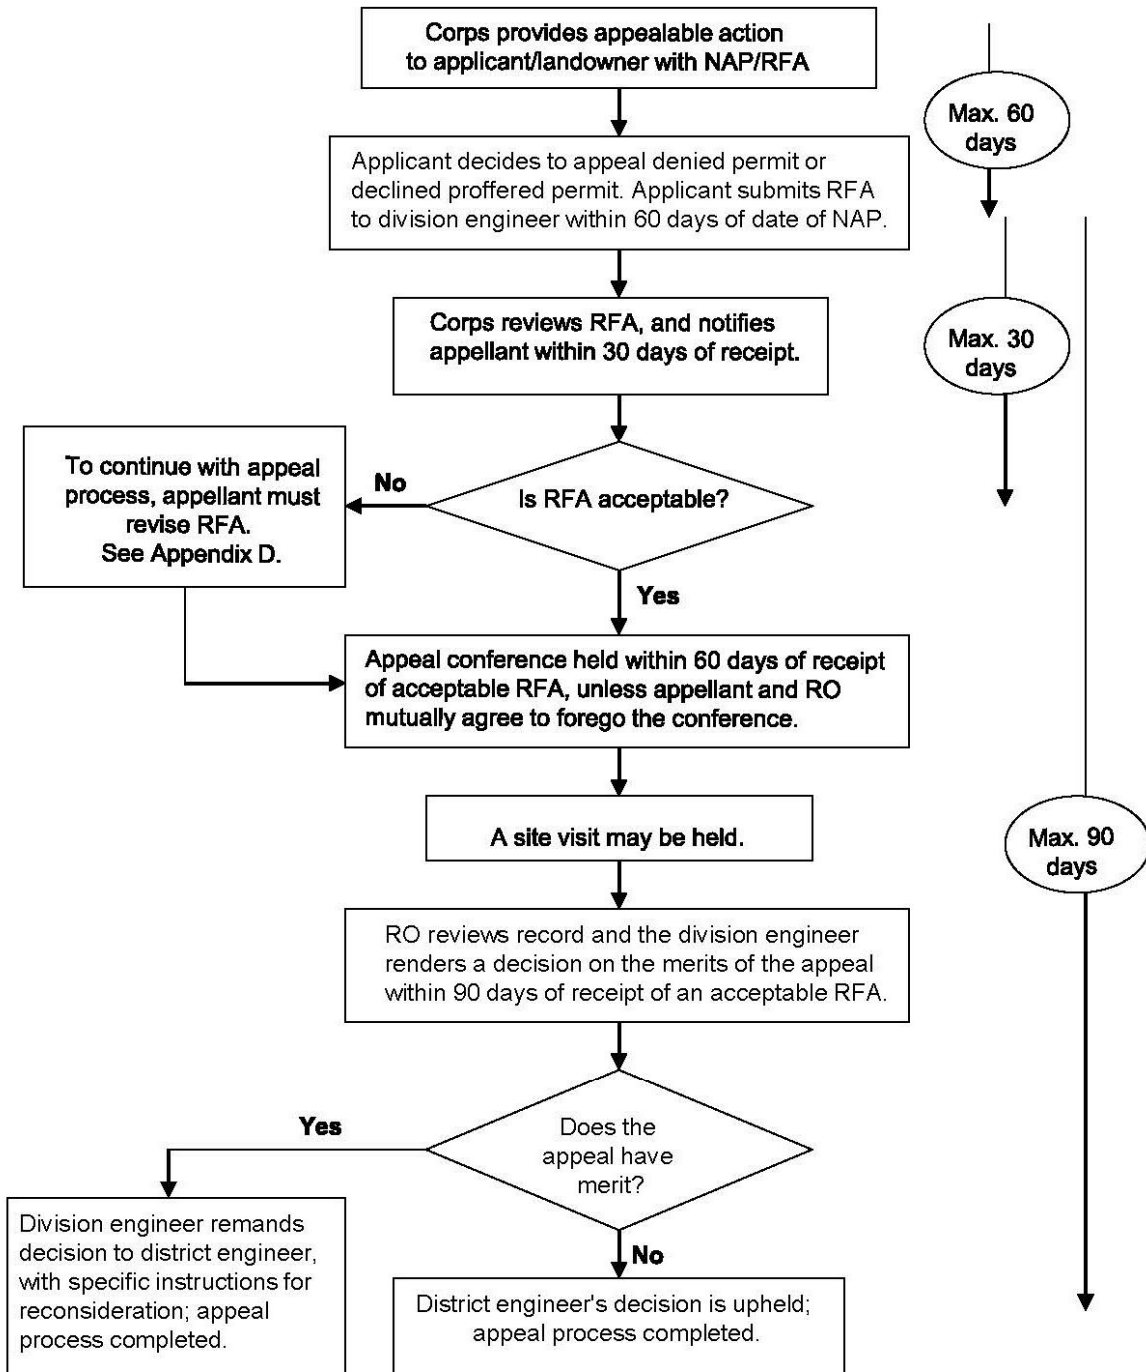 Corps provides appealable action
to applicant/landowner with NAP/RFA
Max. 60
days
Applicant decides to appeal denied permit or
declined proffered permit. Applicant submits RFA
to division engineer within 60 days of date of NAP.
Corps reviews RFA, and notifies
appellant within 30 days of receipt.
Max. 30
days
To continue with appeal
process, appellant must
revise RFA.
See Appendix D.
No
Is RFA acceptable?
Yes
Appeal conference held within 60 days of receipt
of acceptable RFA, unless appellant and RO
mutually agree to forego the conference.
A site visit may be held.
Max. 90
days
RO reviews record and the division engineer
renders a decision on the merits of the appeal
within 90 days of receipt of an acceptable RFA.
Yes
Does the
appeal have
merit?
Division engineer remands
decision to district engineer,
with specific instructions for
reconsideration; appeal
process completed.
No
District engineer's decision is upheld;
appeal process completed.